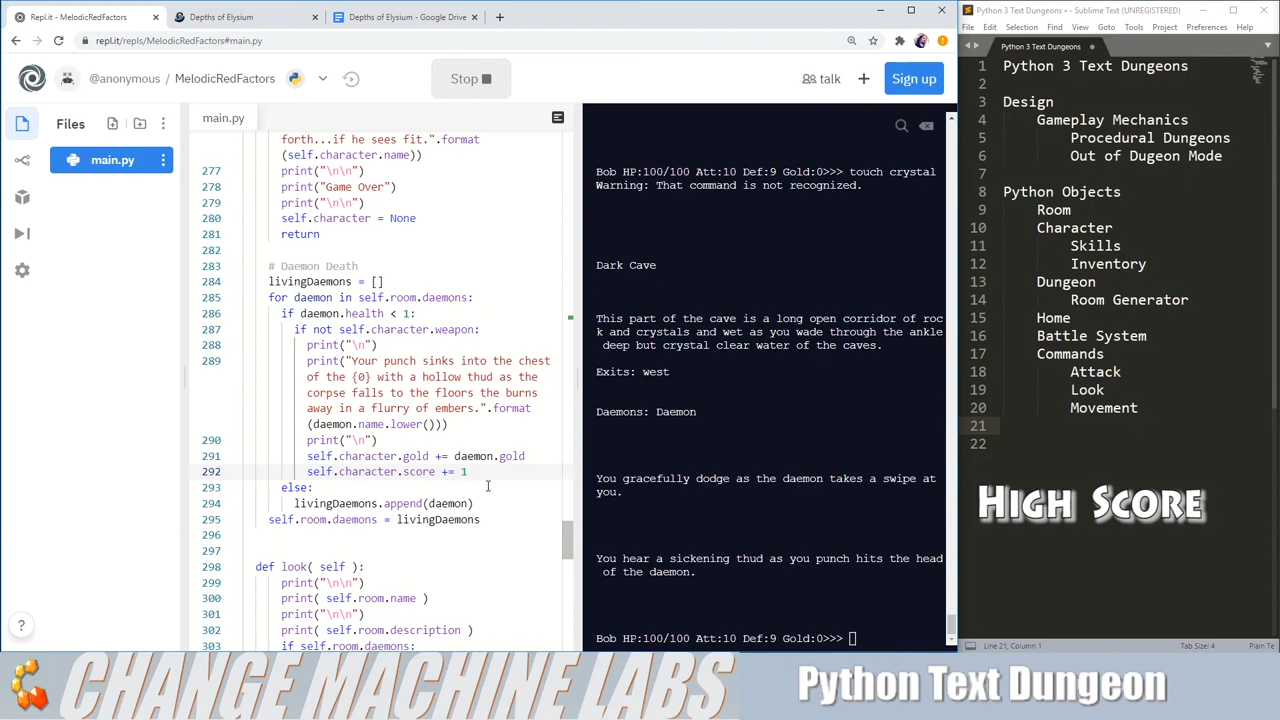 Repl.it - MelodicRedFactors
Depths of Elysium
Depths of Elysium - Google Drive
repl.it/repls/MelodicRedFactors#main.py
@anonymous / MelodicRedFactors
Stop
talk
Sign up
Files
main.py
main.py
forth...if he sees fit.".format
(self.character.name))
277 print("\n\n")
278 print("Game Over")
279 print("\n\n")
280 self.character = None
281 return
282
283 # Daemon Death
284 livingDaemons = []
285 for daemon in self.room.daemons:
286 if daemon.health < 1:
287 if not self.character.weapon:
288 print("\n")
289 print("Your punch sinks into the chest
of the {0} with a hollow thud as the
corpse falls to the floors the burns
away in a flurry of embers.".format
(daemon.name.lower()))
290 print("\n")
291 self.character.gold += daemon.gold
292 self.character.score += 1
293 else:
294 livingDaemons.append(daemon)
295 self.room.daemons = livingDaemons
296
297
298 def look( self ):
299 print("\n\n")
300 print( self.room.name )
301 print("\n\n")
302 print( self.room.description )
303 if self.room.daemons:
Bob HP:100/100 Att:10 Def:9 Gold:0>>> touch crystal
Warning: That command is not recognized.
Dark Cave
This part of the cave is a long open corridor of roc
k and crystals and wet as you wade through the ankle
deep but crystal clear water of the caves.
Exits: west
Daemons: Daemon
You gracefully dodge as the daemon takes a swipe at
you.
You hear a sickening thud as you punch hits the head
of the daemon.
Bob HP:100/100 Att:10 Def:9 Gold:0>>>
Python 3 Text Dungeons • - Sublime Text (UNREGISTERED)
File Edit Selection Find View Goto Tools Project Preferences
Python 3 Text Dungeons
1 Python 3 Text Dungeons
2
3 Design
4 Gameplay Mechanics
5 Procedural Dungeons
6 Out of Dugeon Mode
7
8 Python Objects
9 Room
10 Character
11 Skills
12 Inventory
13 Dungeon
14 Room Generator
15 Home
16 Battle System
17 Commands
18 Attack
19 Look
20 Movement
21
22
High Score
Line 21, Column 1
Tab Size: 4
Plain Te
CHANGE MACHINE LABS
Python Text Dungeon